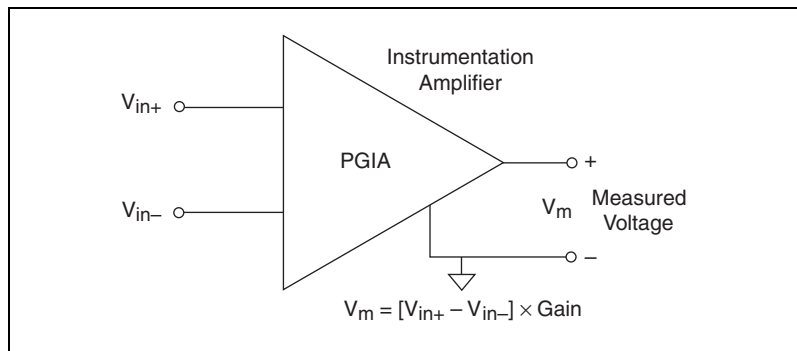 Instrumentation
Amplifier
V_in+
PGIA
+
V_in–
V_m
Measured
Voltage
–
V_m = [V_in+ – V_in–] × Gain